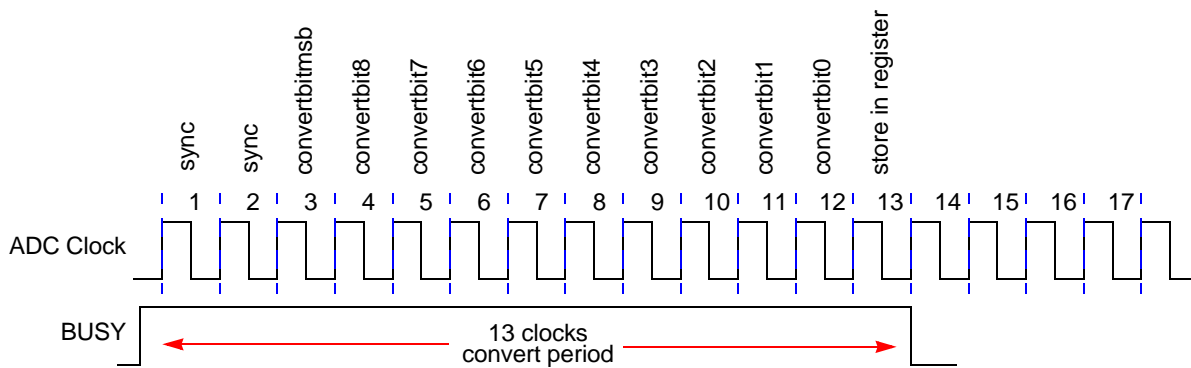 sync
sync
convertbitmsb
convertbit8
convertbit7
convertbit6
convertbit5
convertbit4
convertbit3
convertbit2
convertbit1
convertbit0
store in register
1 2 3 4 5 6 7 8 9 10 11 12 13 14 15 16 17
ADC Clock
BUSY
13 clocks
convert period